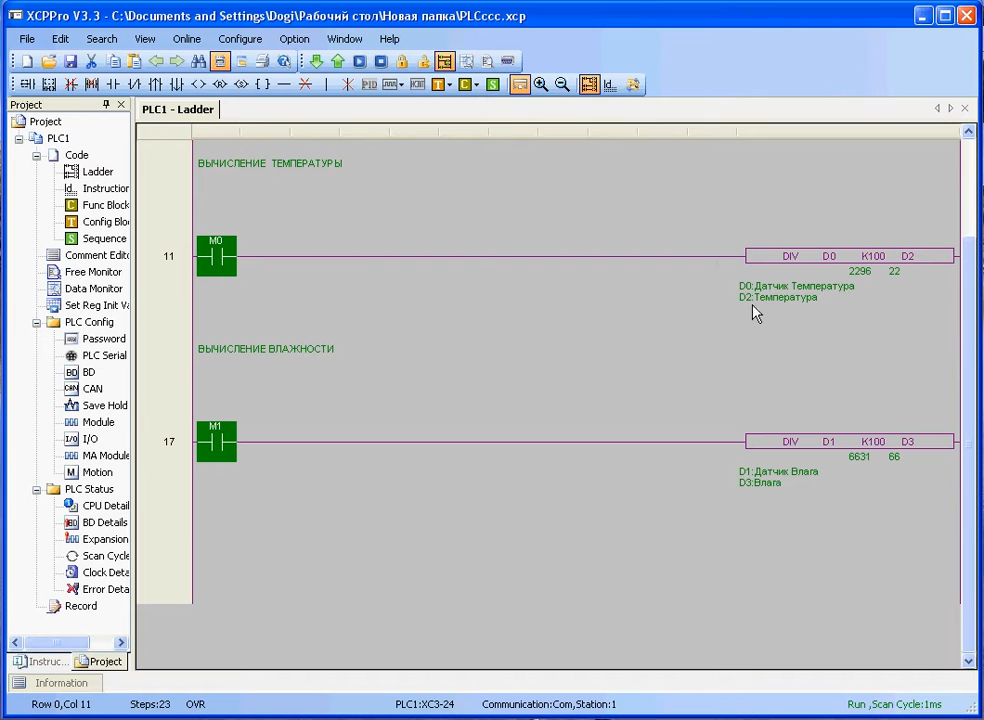 XCPPro V3.3 - C:\Documents and Settings\Dogi\Рабочий стол\Новая папка\PLCccc.xcp
File Edit Search View Online Configure Option Window Help
Project
PLC1 - Ladder
Project
PLC1
Code
Ladder
Instruction
Func Block
Config Blo
Sequence
Comment Edito
Free Monitor
Data Monitor
Set Reg Init Va
PLC Config
Password
PLC Serial
BD
CAN
Save Hold
Module
I/O
MA Module
Motion
PLC Status
CPU Detail
BD Details
Expansion
Scan Cycle
Clock Deta
Error Deta
Record
Instruc... Project
ВЫЧИСЛЕНИЕ ТЕМПЕРАТУРЫ
M0
11 DIV D0 K100 D2
2296 22
D0:Датчик Температура
D2:Температура
ВЫЧИСЛЕНИЕ ВЛАЖНОСТИ
M1
17 DIV D1 K100 D3
6631 66
D1:Датчик Влага
D3:Влага
Information
Row 0,Col 11 Steps:23 OVR PLC1:XC3-24 Communication:Com,Station:1 Run ,Scan Cycle:1ms